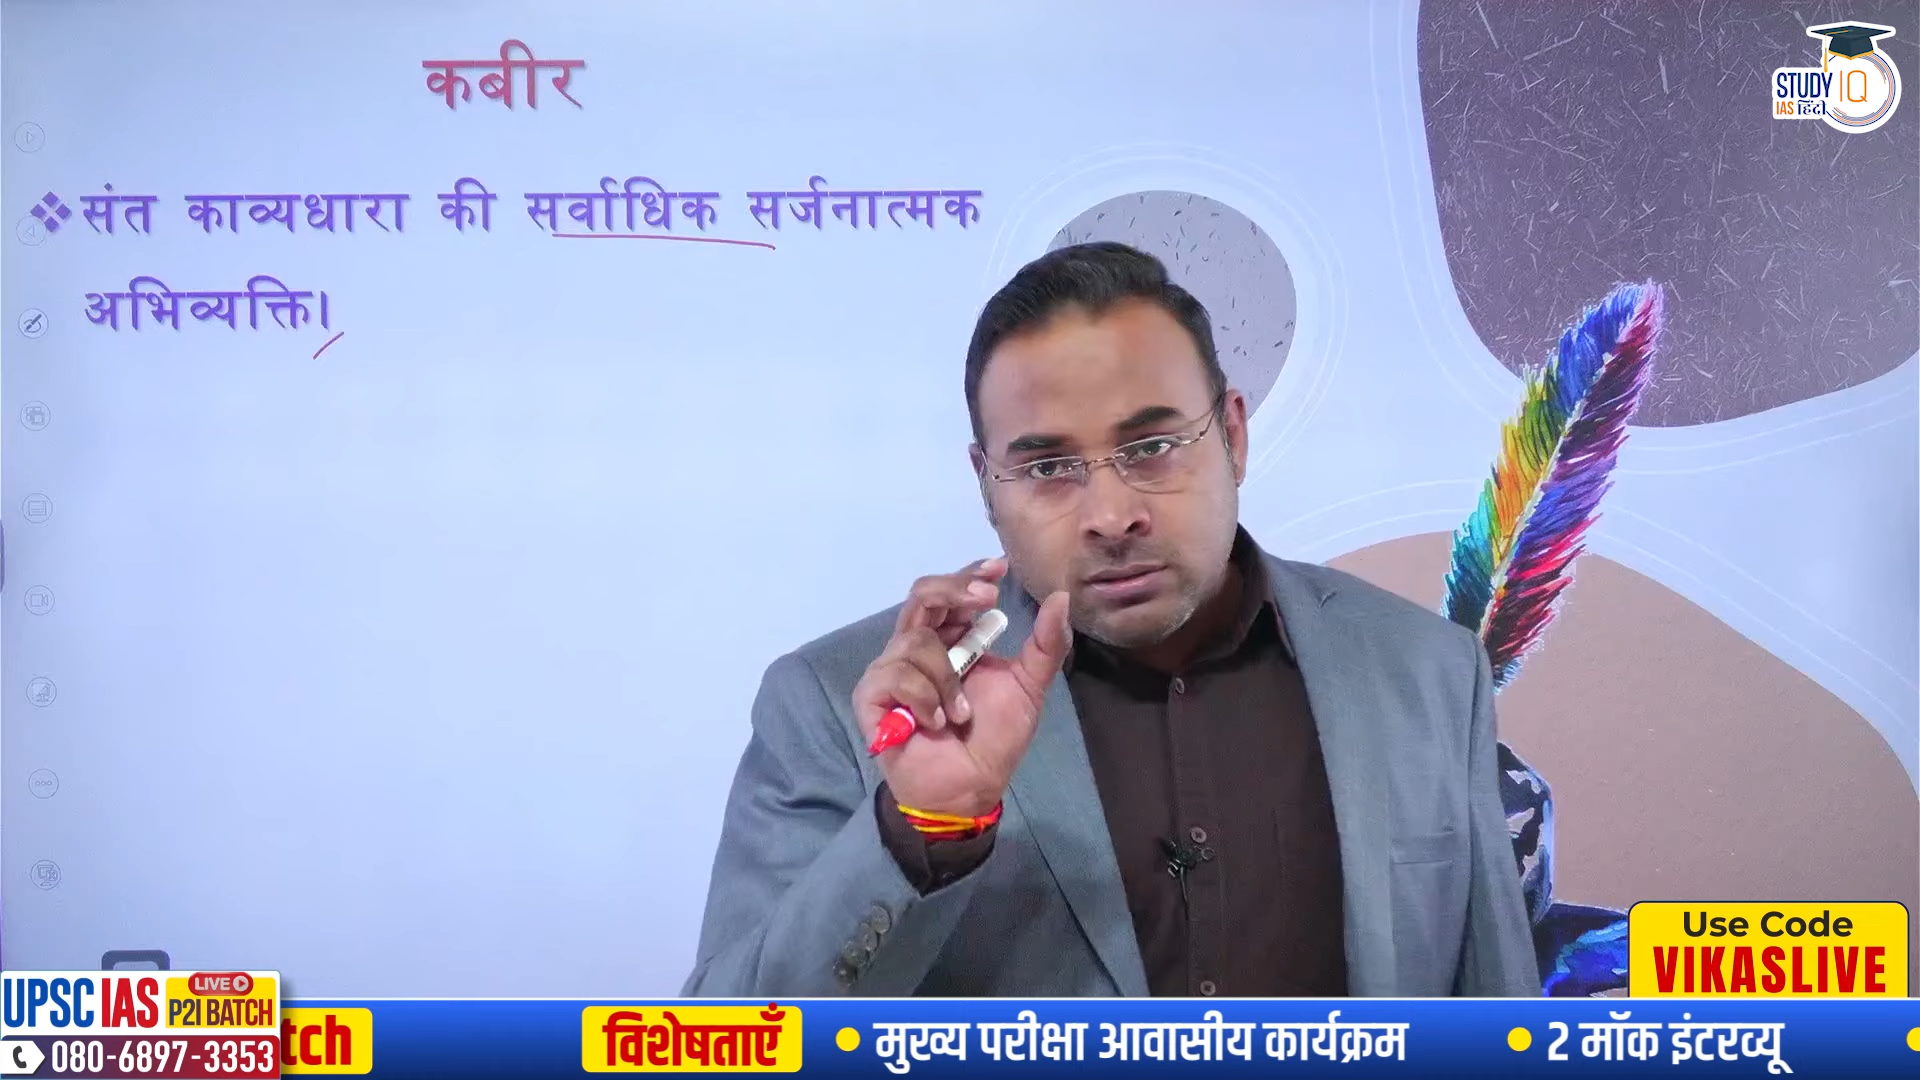 कबीर
❖ संत काव्यधारा की सर्वाधिक सर्जनात्मक
अभिव्यक्ति।
STUDY IQ
IAS हिंदी
Use Code
VIKASLIVE
UPSC IAS
LIVE
P2I BATCH
080-6897-3353
tch
विशेषताएँ
• मुख्य परीक्षा आवासीय कार्यक्रम
• 2 मॉक इंटरव्यू